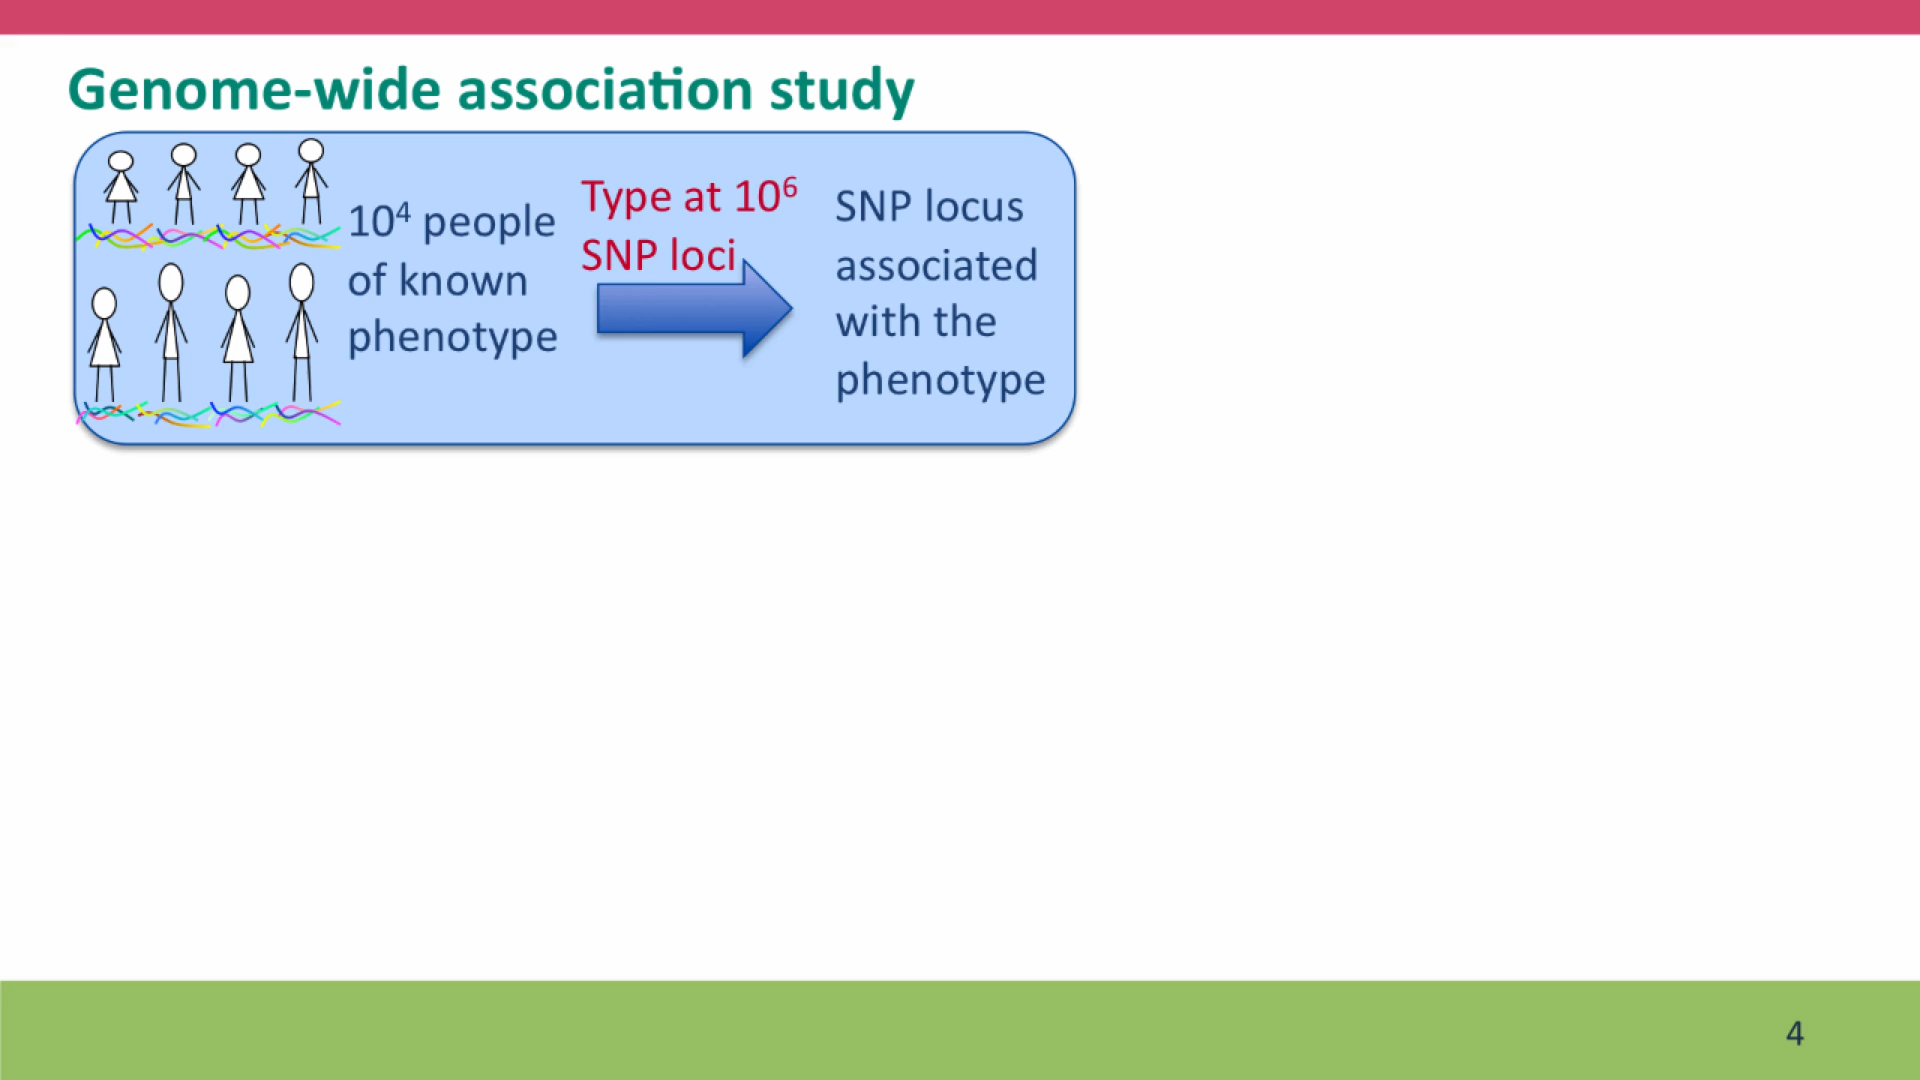 Genome-wide association study
10⁴ people
of known
phenotype
Type at 10⁶
SNP loci
SNP locus
associated
with the
phenotype
4